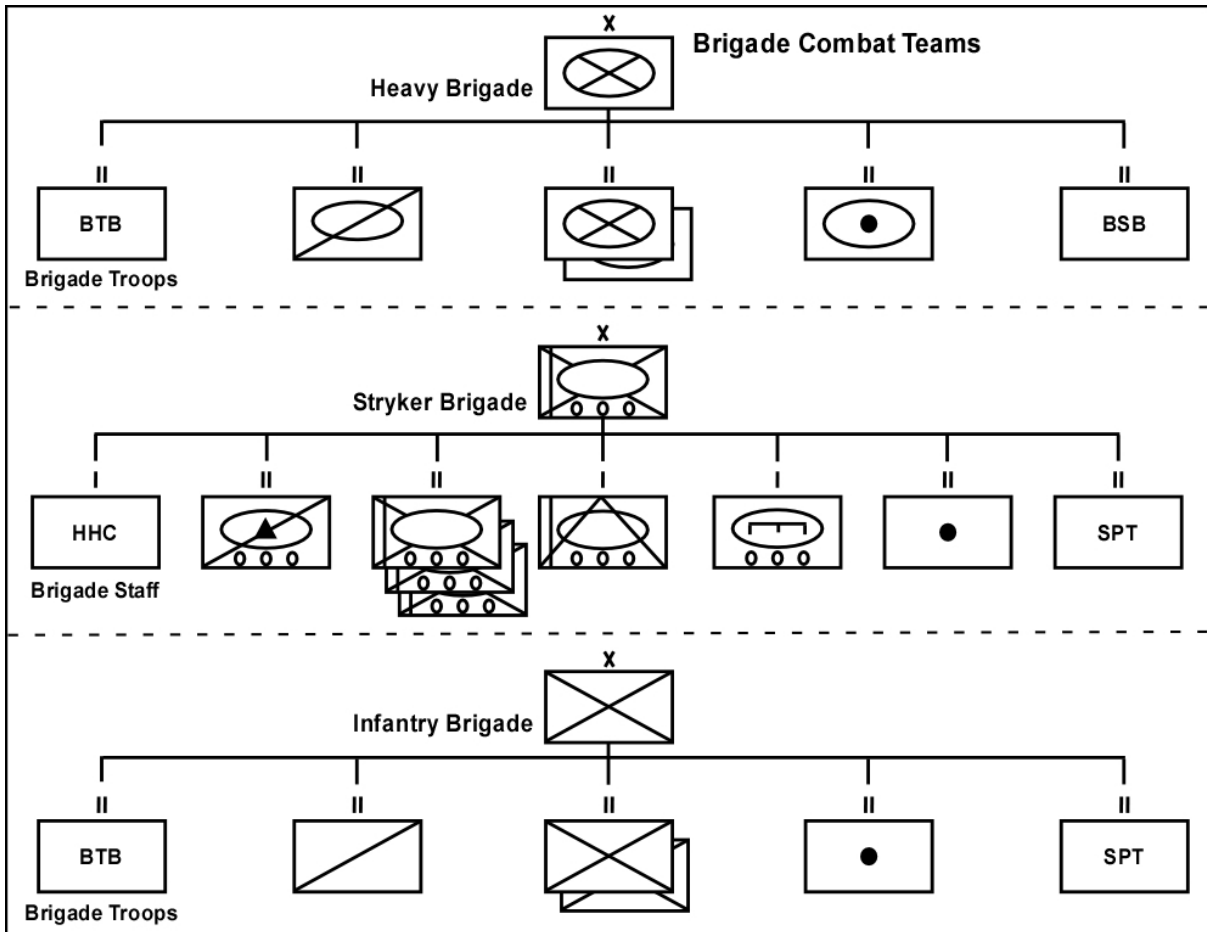 X
Brigade Combat Teams
Heavy Brigade
II II II II II
BTB
BSB
Brigade Troops
X
Stryker Brigade
I II II I I II II
HHC
SPT
Brigade Staff
X
Infantry Brigade
II II II II II
BTB
SPT
Brigade Troops